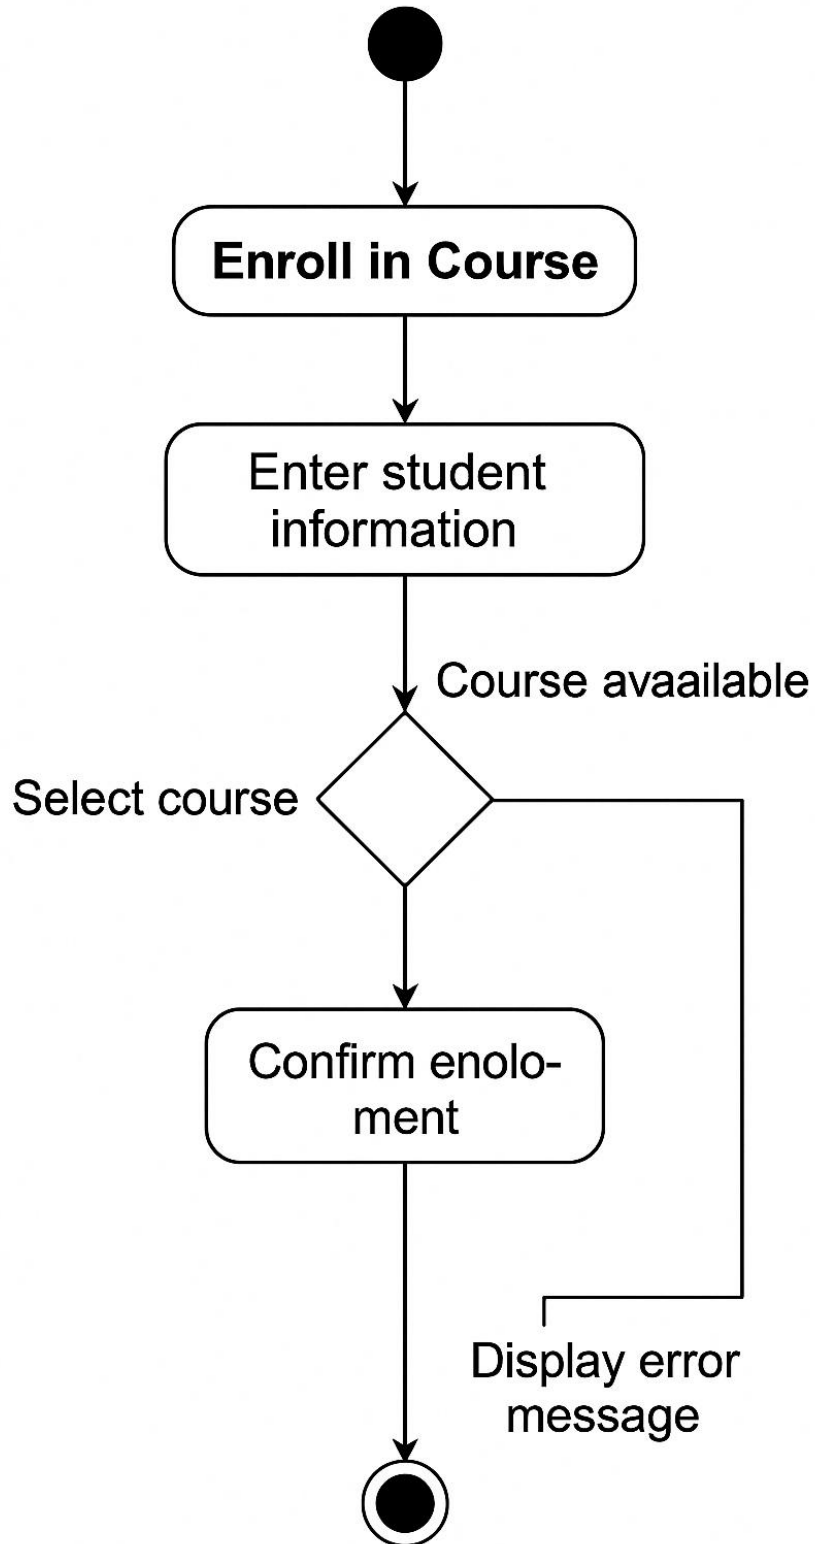 Enroll in Course
Enter student
information
Course avaailable
Select course
Confirm enolo-
ment
Display error
message